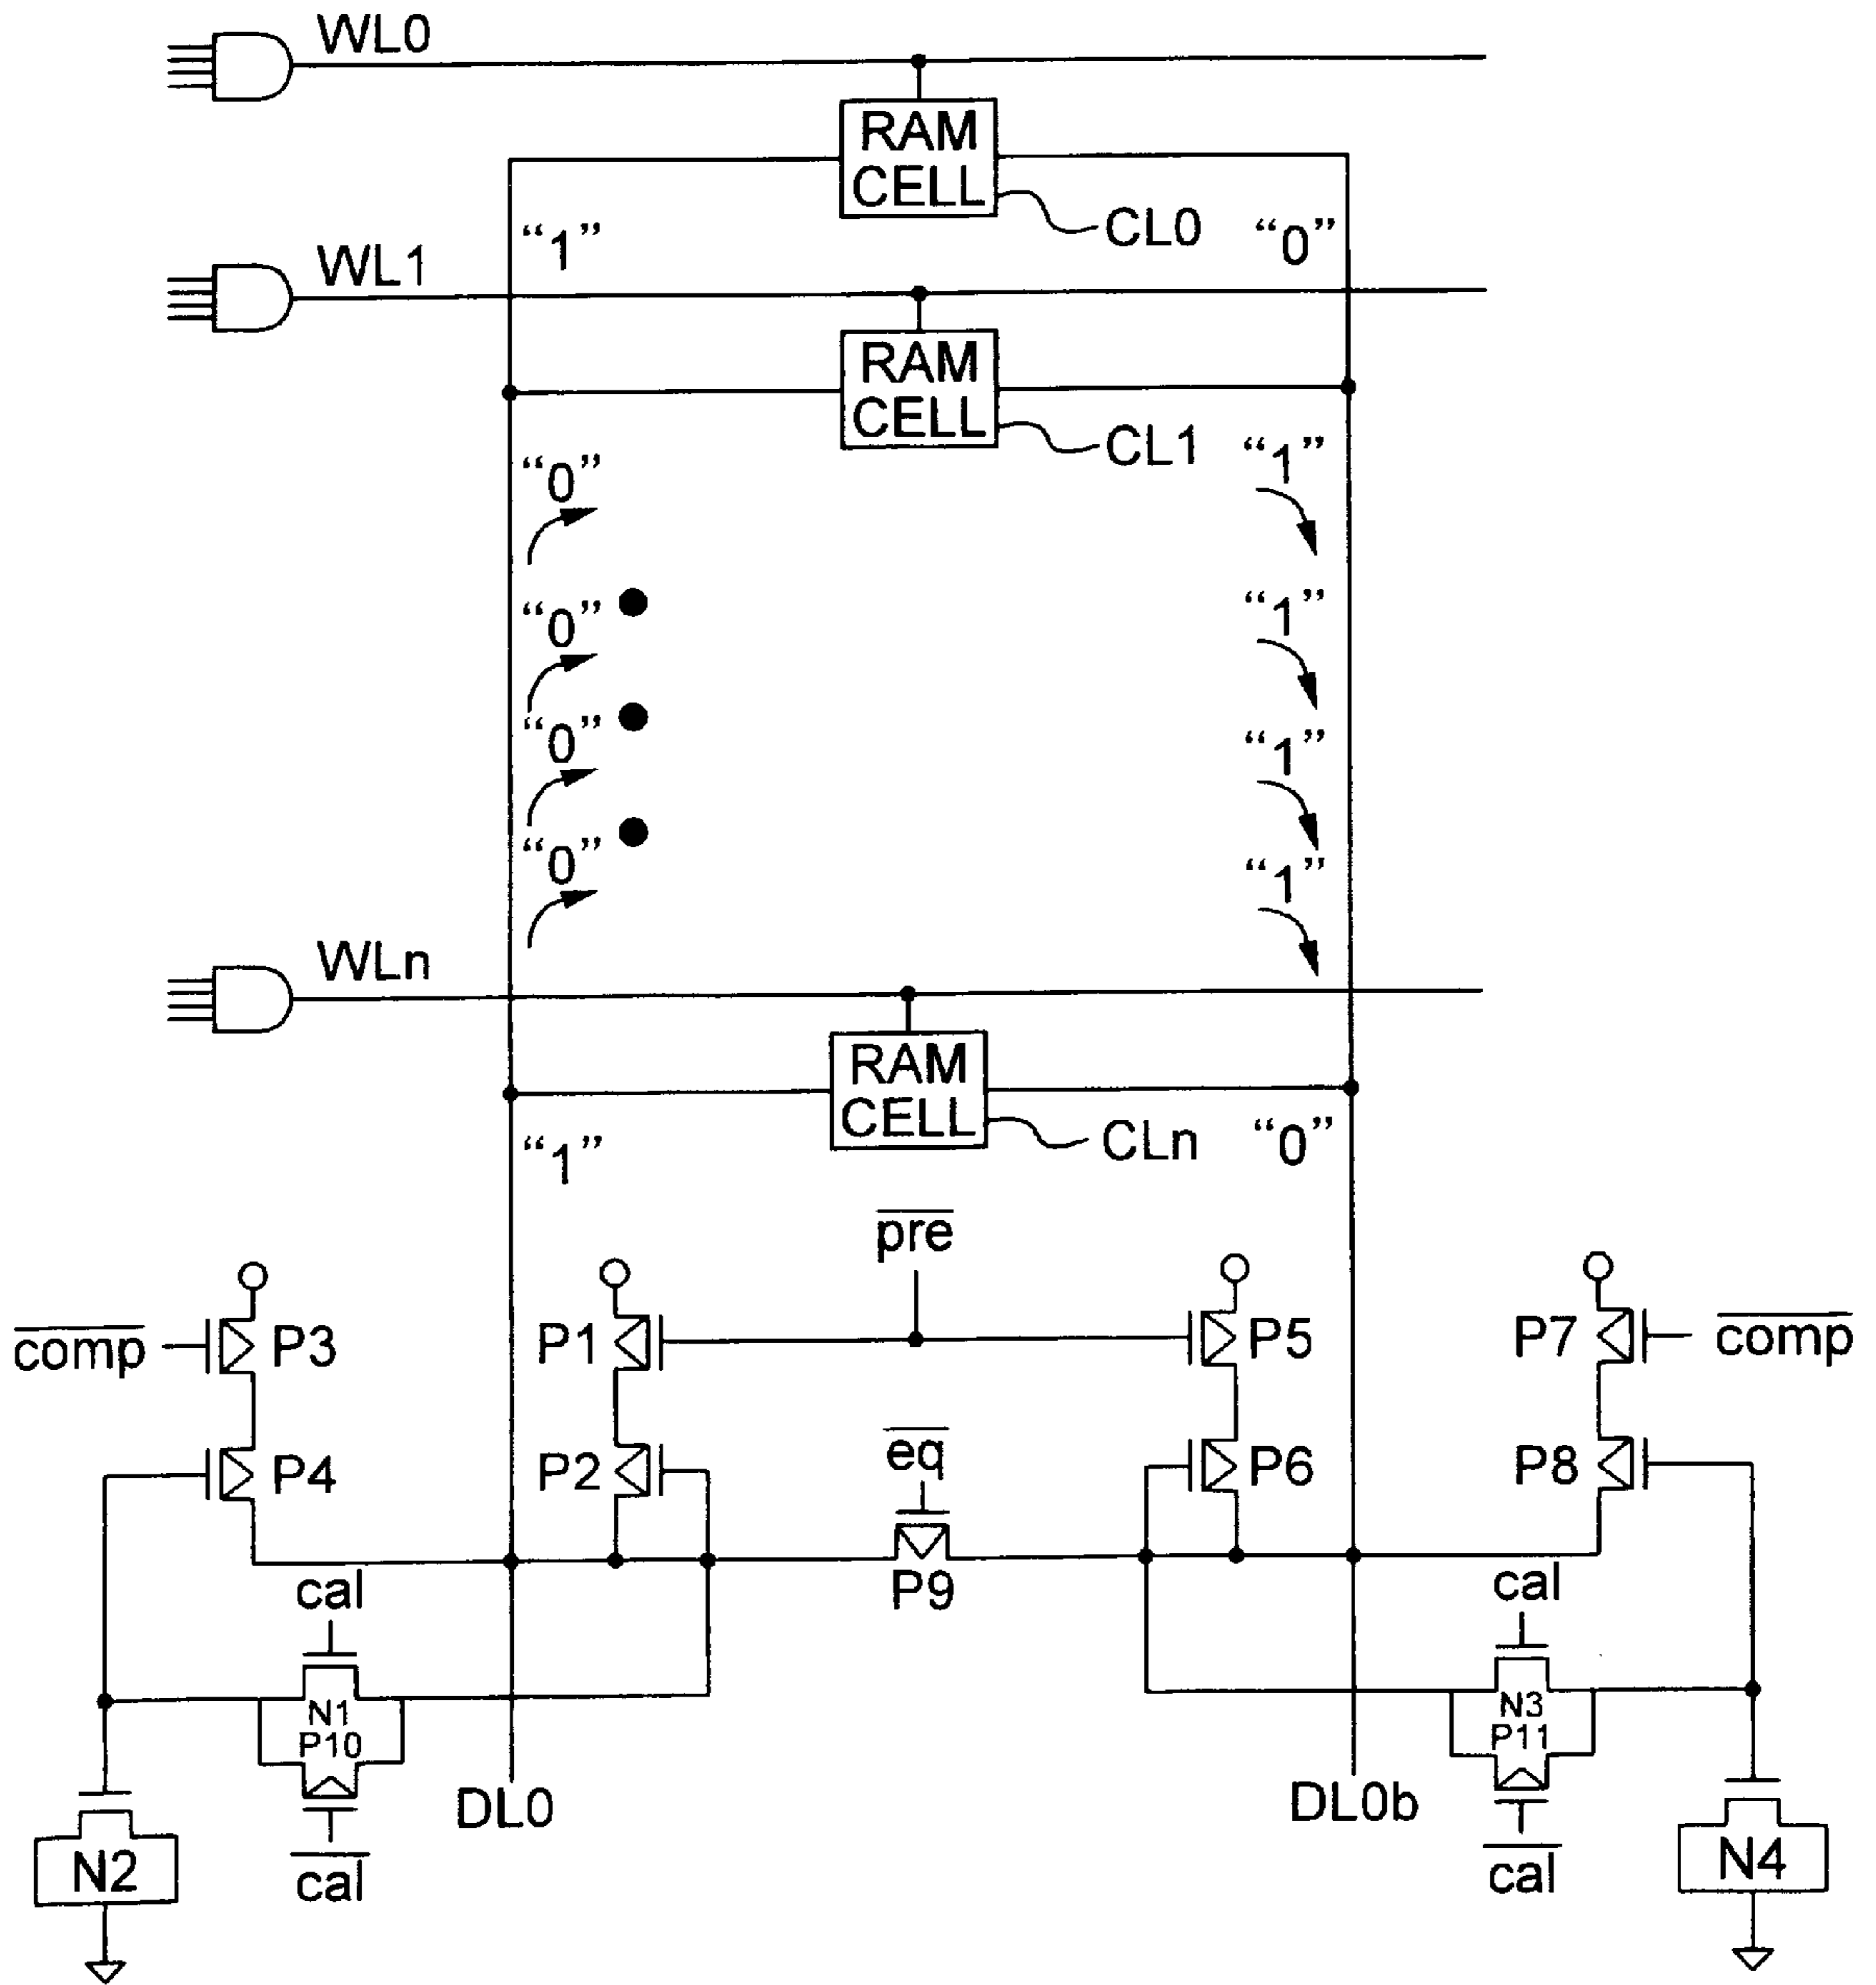 WL0
RAM
CELL
CL0
“1”
“0”
WL1
RAM
CELL
CL1
“0”
“1”
“0”
“1”
“0”
“1”
“0”
“1”
WLn
RAM
CELL
CLn
“1”
“0”
pre
comp
P3
P1
P5
P7
comp
P4
P2
eq
P6
P8
P9
cal
cal
N1
P10
N3
P11
DL0
DL0b
N2
cal
cal
N4